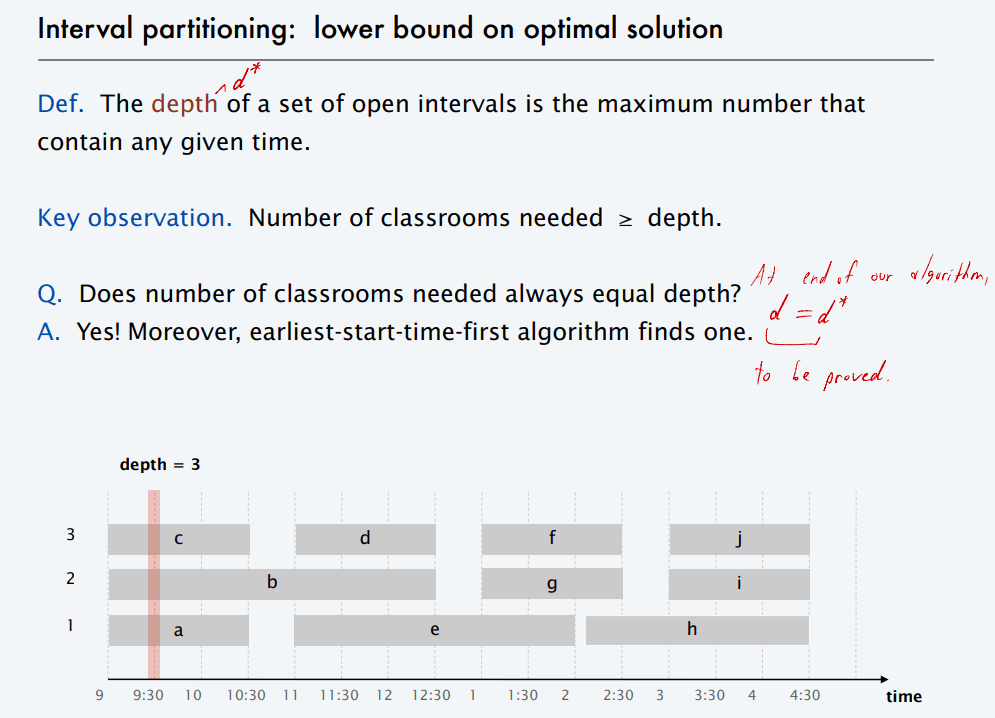 Interval partitioning: lower bound on optimal solution
d*
Def. The depth ^ of a set of open intervals is the maximum number that
contain any given time.
Key observation. Number of classrooms needed ≥ depth.
At end of our algorithm,
Q. Does number of classrooms needed always equal depth?
d = d*
A. Yes! Moreover, earliest-start-time-first algorithm finds one.
to be proved.
depth = 3
3 c d f j
2 b g i
1 a e h
9 9:30 10 10:30 11 11:30 12 12:30 1 1:30 2 2:30 3 3:30 4 4:30 time